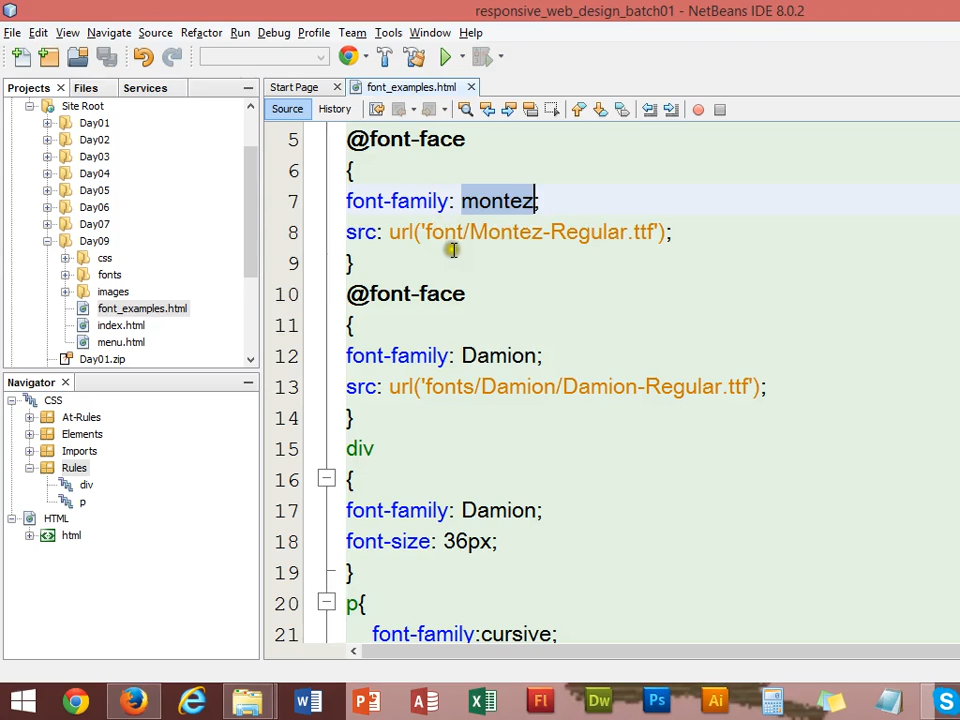 responsive_web_design_batch01 - NetBeans IDE 8.0.2
File Edit View Navigate Source Refactor Run Debug Profile Team Tools Window Help
Projects Files Services
Start Page font_examples.html
Source History
Site Root
Day01
Day02
Day03
Day04
Day05
Day06
Day07
Day09
css
fonts
images
font_examples.html
index.html
menu.html
Day01.zip
Navigator
CSS
At-Rules
Elements
Imports
Rules
div
p
HTML
html
5 @font-face
6 {
7 font-family: montez;
8 src: url('font/Montez-Regular.ttf');
9 }
10 @font-face
11 {
12 font-family: Damion;
13 src: url('fonts/Damion/Damion-Regular.ttf');
14 }
15 div
16 {
17 font-family: Damion;
18 font-size: 36px;
19 }
20 p{
21 font-family:cursive;